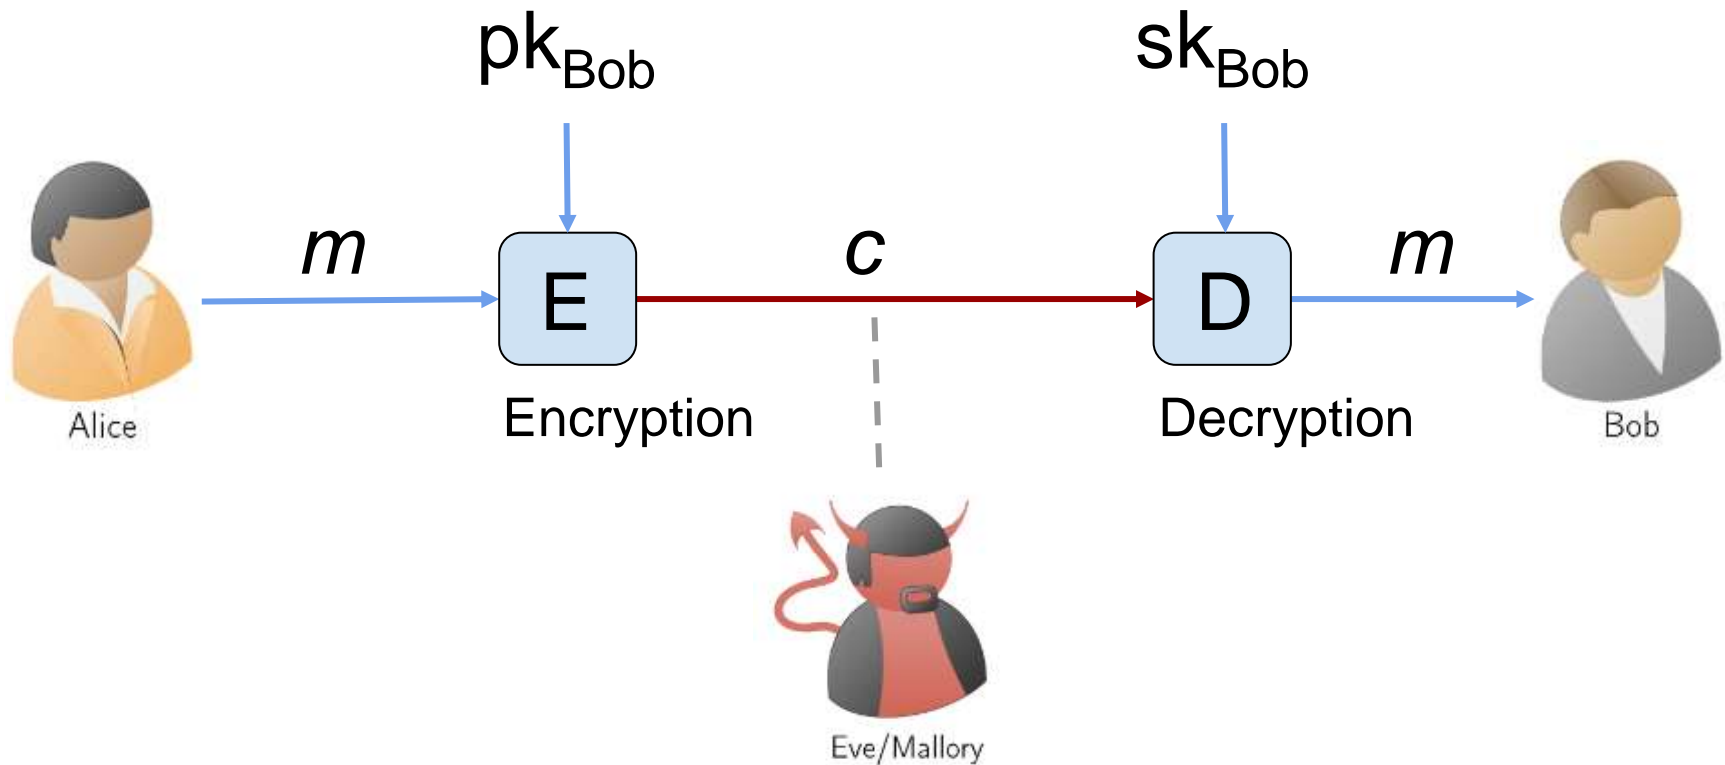 pkBob
skBob
m
c
m
E
D
Encryption
Decryption
Alice
Bob
Eve/Mallory